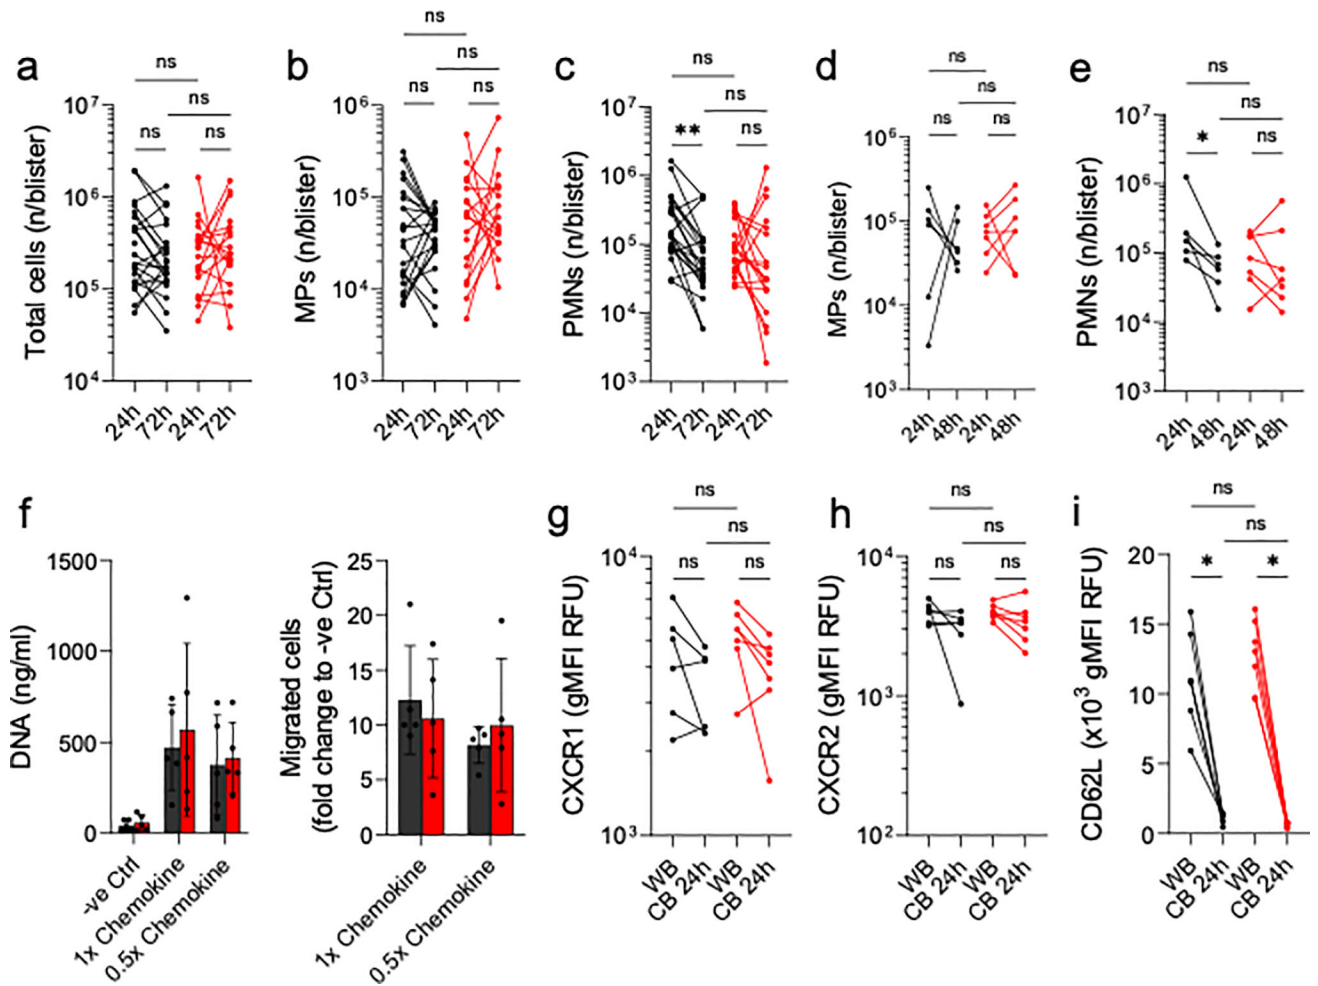 a
ns
ns
ns
ns
Total cells (n/blister)
10⁷
10⁶
10⁵
10⁴
24h
72h
24h
72h
b
ns
ns
ns
ns
MPs (n/blister)
10⁶
10⁵
10⁴
10³
24h
72h
24h
72h
c
ns
ns
**
ns
PMNs (n/blister)
10⁷
10⁶
10⁵
10⁴
10³
24h
72h
24h
72h
d
ns
ns
ns
ns
MPs (n/blister)
10⁶
10⁵
10⁴
10³
24h
48h
24h
48h
e
ns
ns
*
ns
PMNs (n/blister)
10⁷
10⁶
10⁵
10⁴
10³
24h
48h
24h
48h
f
DNA (ng/ml)
1500
1000
500
0
-ve Ctrl
1x Chemokine
0.5x Chemokine
Migrated cells
(fold change to -ve Ctrl)
25
20
15
10
5
0
1x Chemokine
0.5x Chemokine
g
ns
ns
ns
ns
CXCR1 (gMFI RFU)
10⁴
10³
WB
CB 24h
WB
CB 24h
h
ns
ns
ns
ns
CXCR2 (gMFI RFU)
10⁴
10³
10²
WB
CB 24h
WB
CB 24h
i
ns
ns
*
*
CD62L (x10³ gMFI RFU)
20
15
10
5
0
WB
CB 24h
WB
CB 24h